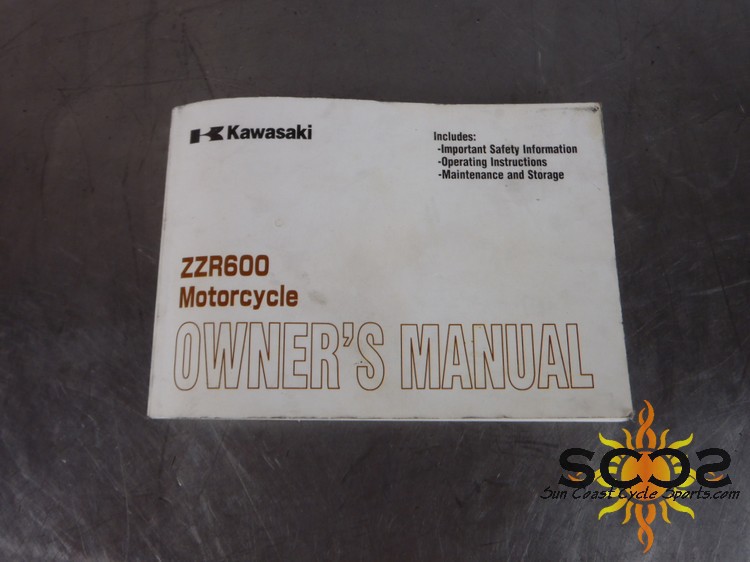 Kawasaki
Includes:
-Important Safety Information
-Operating Instructions
-Maintenance and Storage
ZZR600
Motorcycle
OWNER'S MANUAL
SCCS
Sun Coast Cycle Sports.com